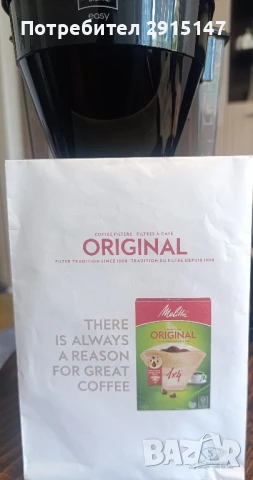 Потребител 2915147
easy
COFFEE FILTERS · FILTRES À CAFÉ
ORIGINAL
FILTER TRADITION SINCE 1908 · TRADITION DU FILTRE DEPUIS 1908
THERE
IS ALWAYS
A REASON
FOR GREAT
COFFEE
Melitta
ORIGINAL
1x4
bazar